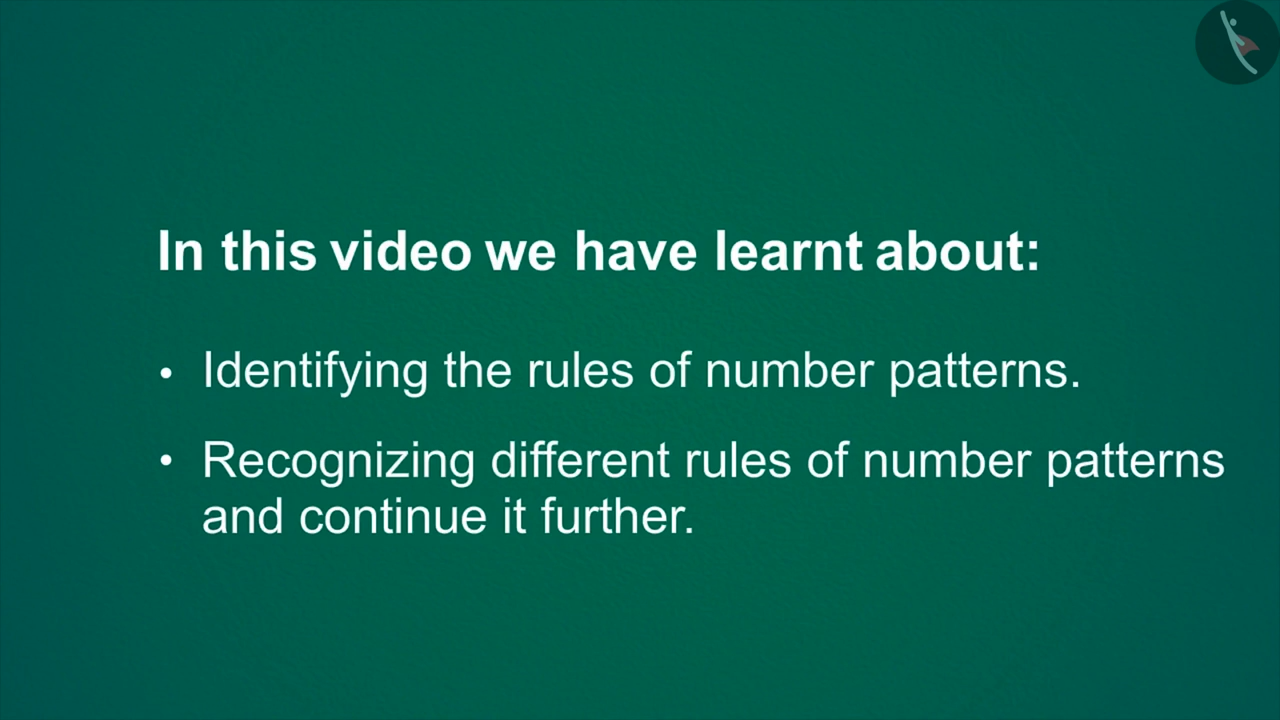 In this video we have learnt about:
• Identifying the rules of number patterns.
• Recognizing different rules of number patterns
and continue it further.